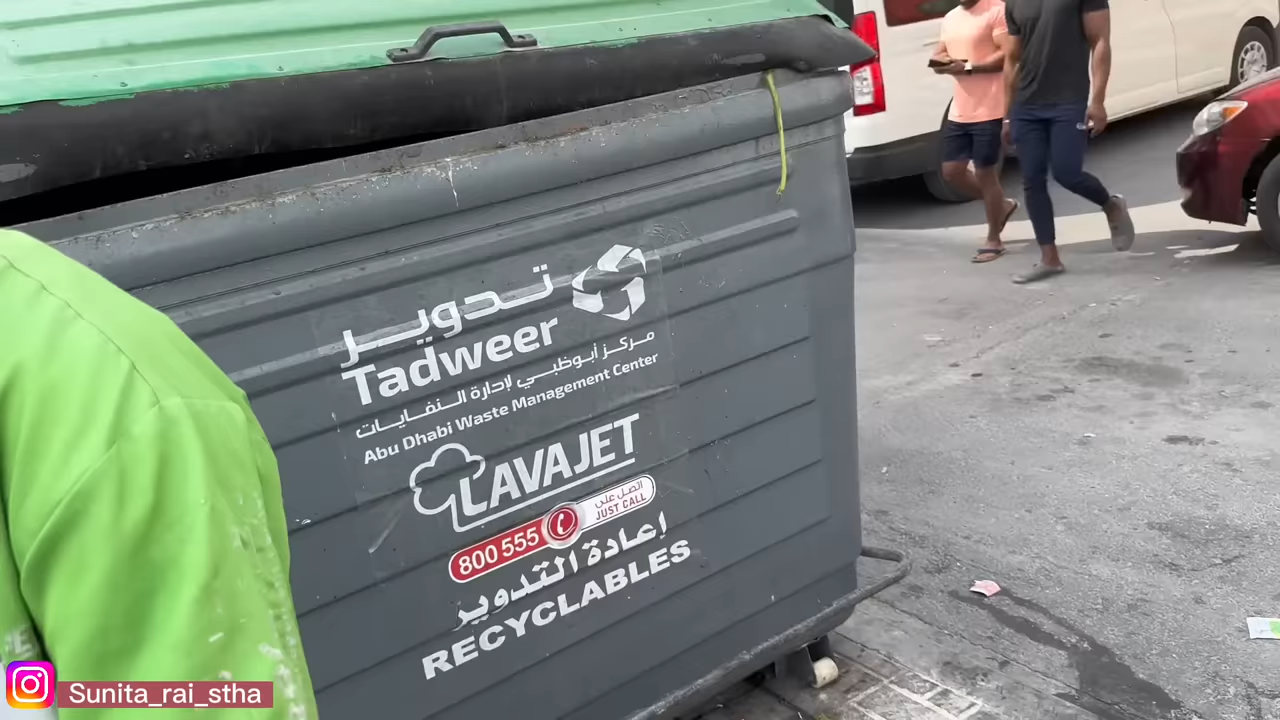 تدوير
Tadweer
مركز أبوظبي لإدارة النفايات
Abu Dhabi Waste Management Center
LAVAJET
800 555
اتصل على
JUST CALL
إعادة التدوير
RECYCLABLES
Sunita_rai_stha